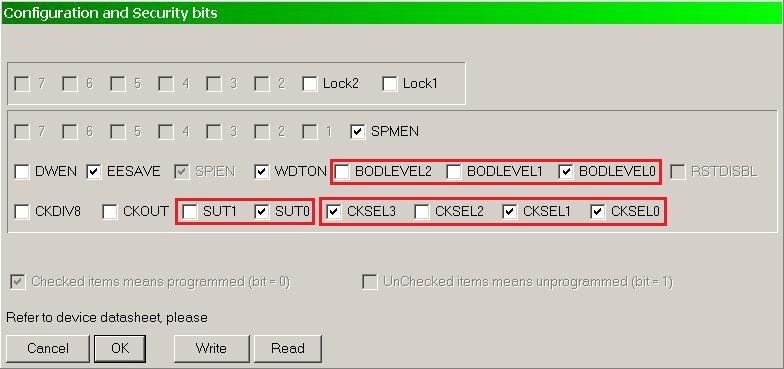 Configuration and Security bits
7 6 5 4 3 2 Lock2 Lock1
7 6 5 4 3 2 1 SPMEN
DWEN EESAVE SPIEN WDTON BODLEVEL2 BODLEVEL1 BODLEVEL0 RSTDISBL
CKDIV8 CKOUT SUT1 SUT0 CKSEL3 CKSEL2 CKSEL1 CKSEL0
Checked items means programmed (bit = 0) UnChecked items means unprogrammed (bit = 1)
Refer to device datasheet, please
Cancel OK Write Read